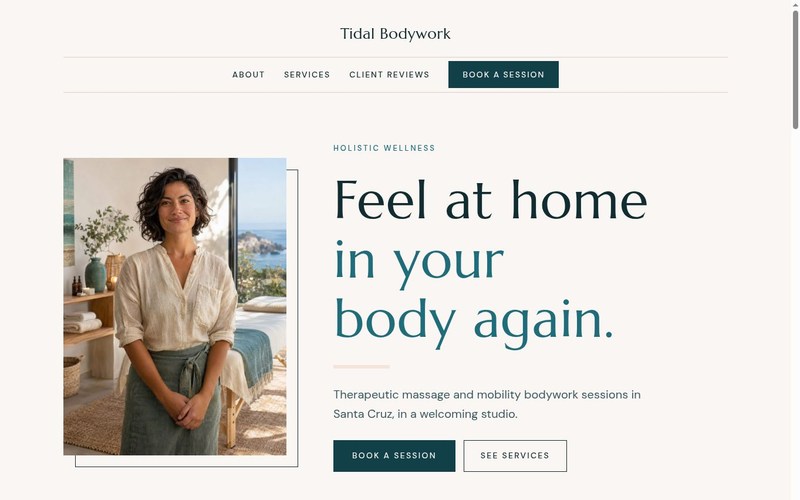 Tidal Bodywork
ABOUT
SERVICES
CLIENT REVIEWS
BOOK A SESSION
HOLISTIC WELLNESS
Feel at home
in your
body again.
Therapeutic massage and mobility bodywork sessions in
Santa Cruz, in a welcoming studio.
BOOK A SESSION
SEE SERVICES